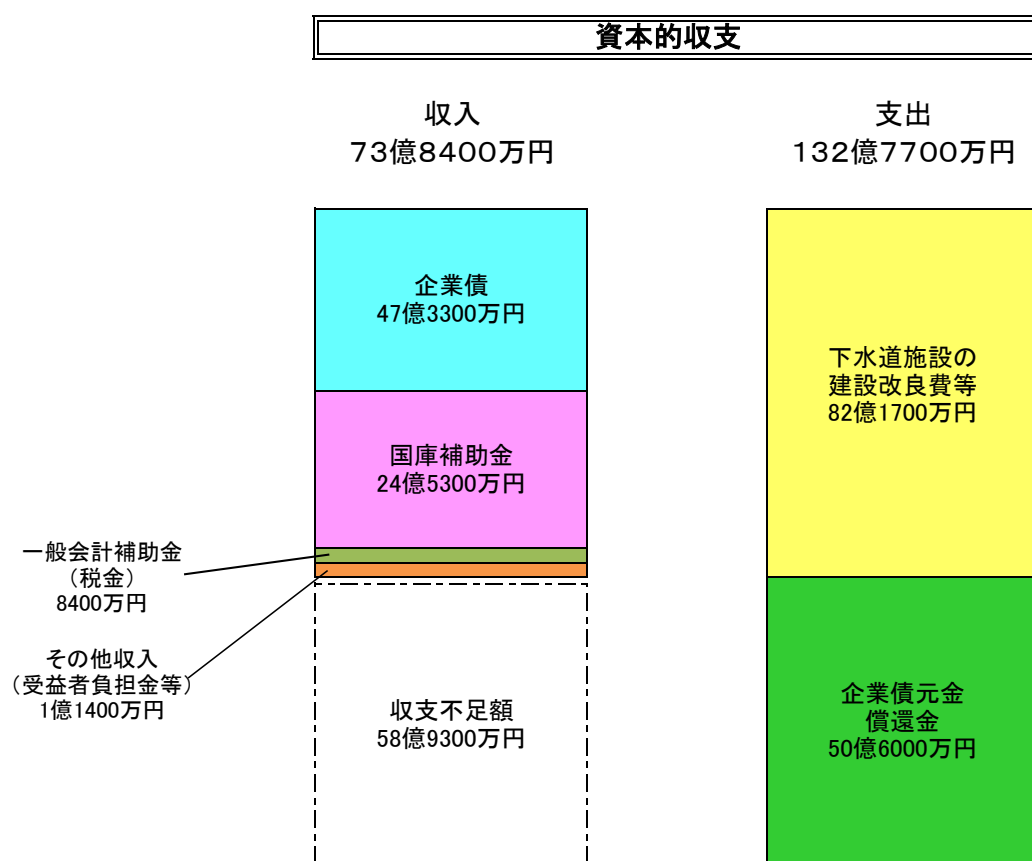 資本的収支
収入
73億8400万円
支出
132億7700万円
企業債
47億3300万円
国庫補助金
24億5300万円
一般会計補助金
（税金）
8400万円
その他収入
（受益者負担金等）
1億1400万円
収支不足額
58億9300万円
下水道施設の
建設改良費等
82億1700万円
企業債元金
償還金
50億6000万円